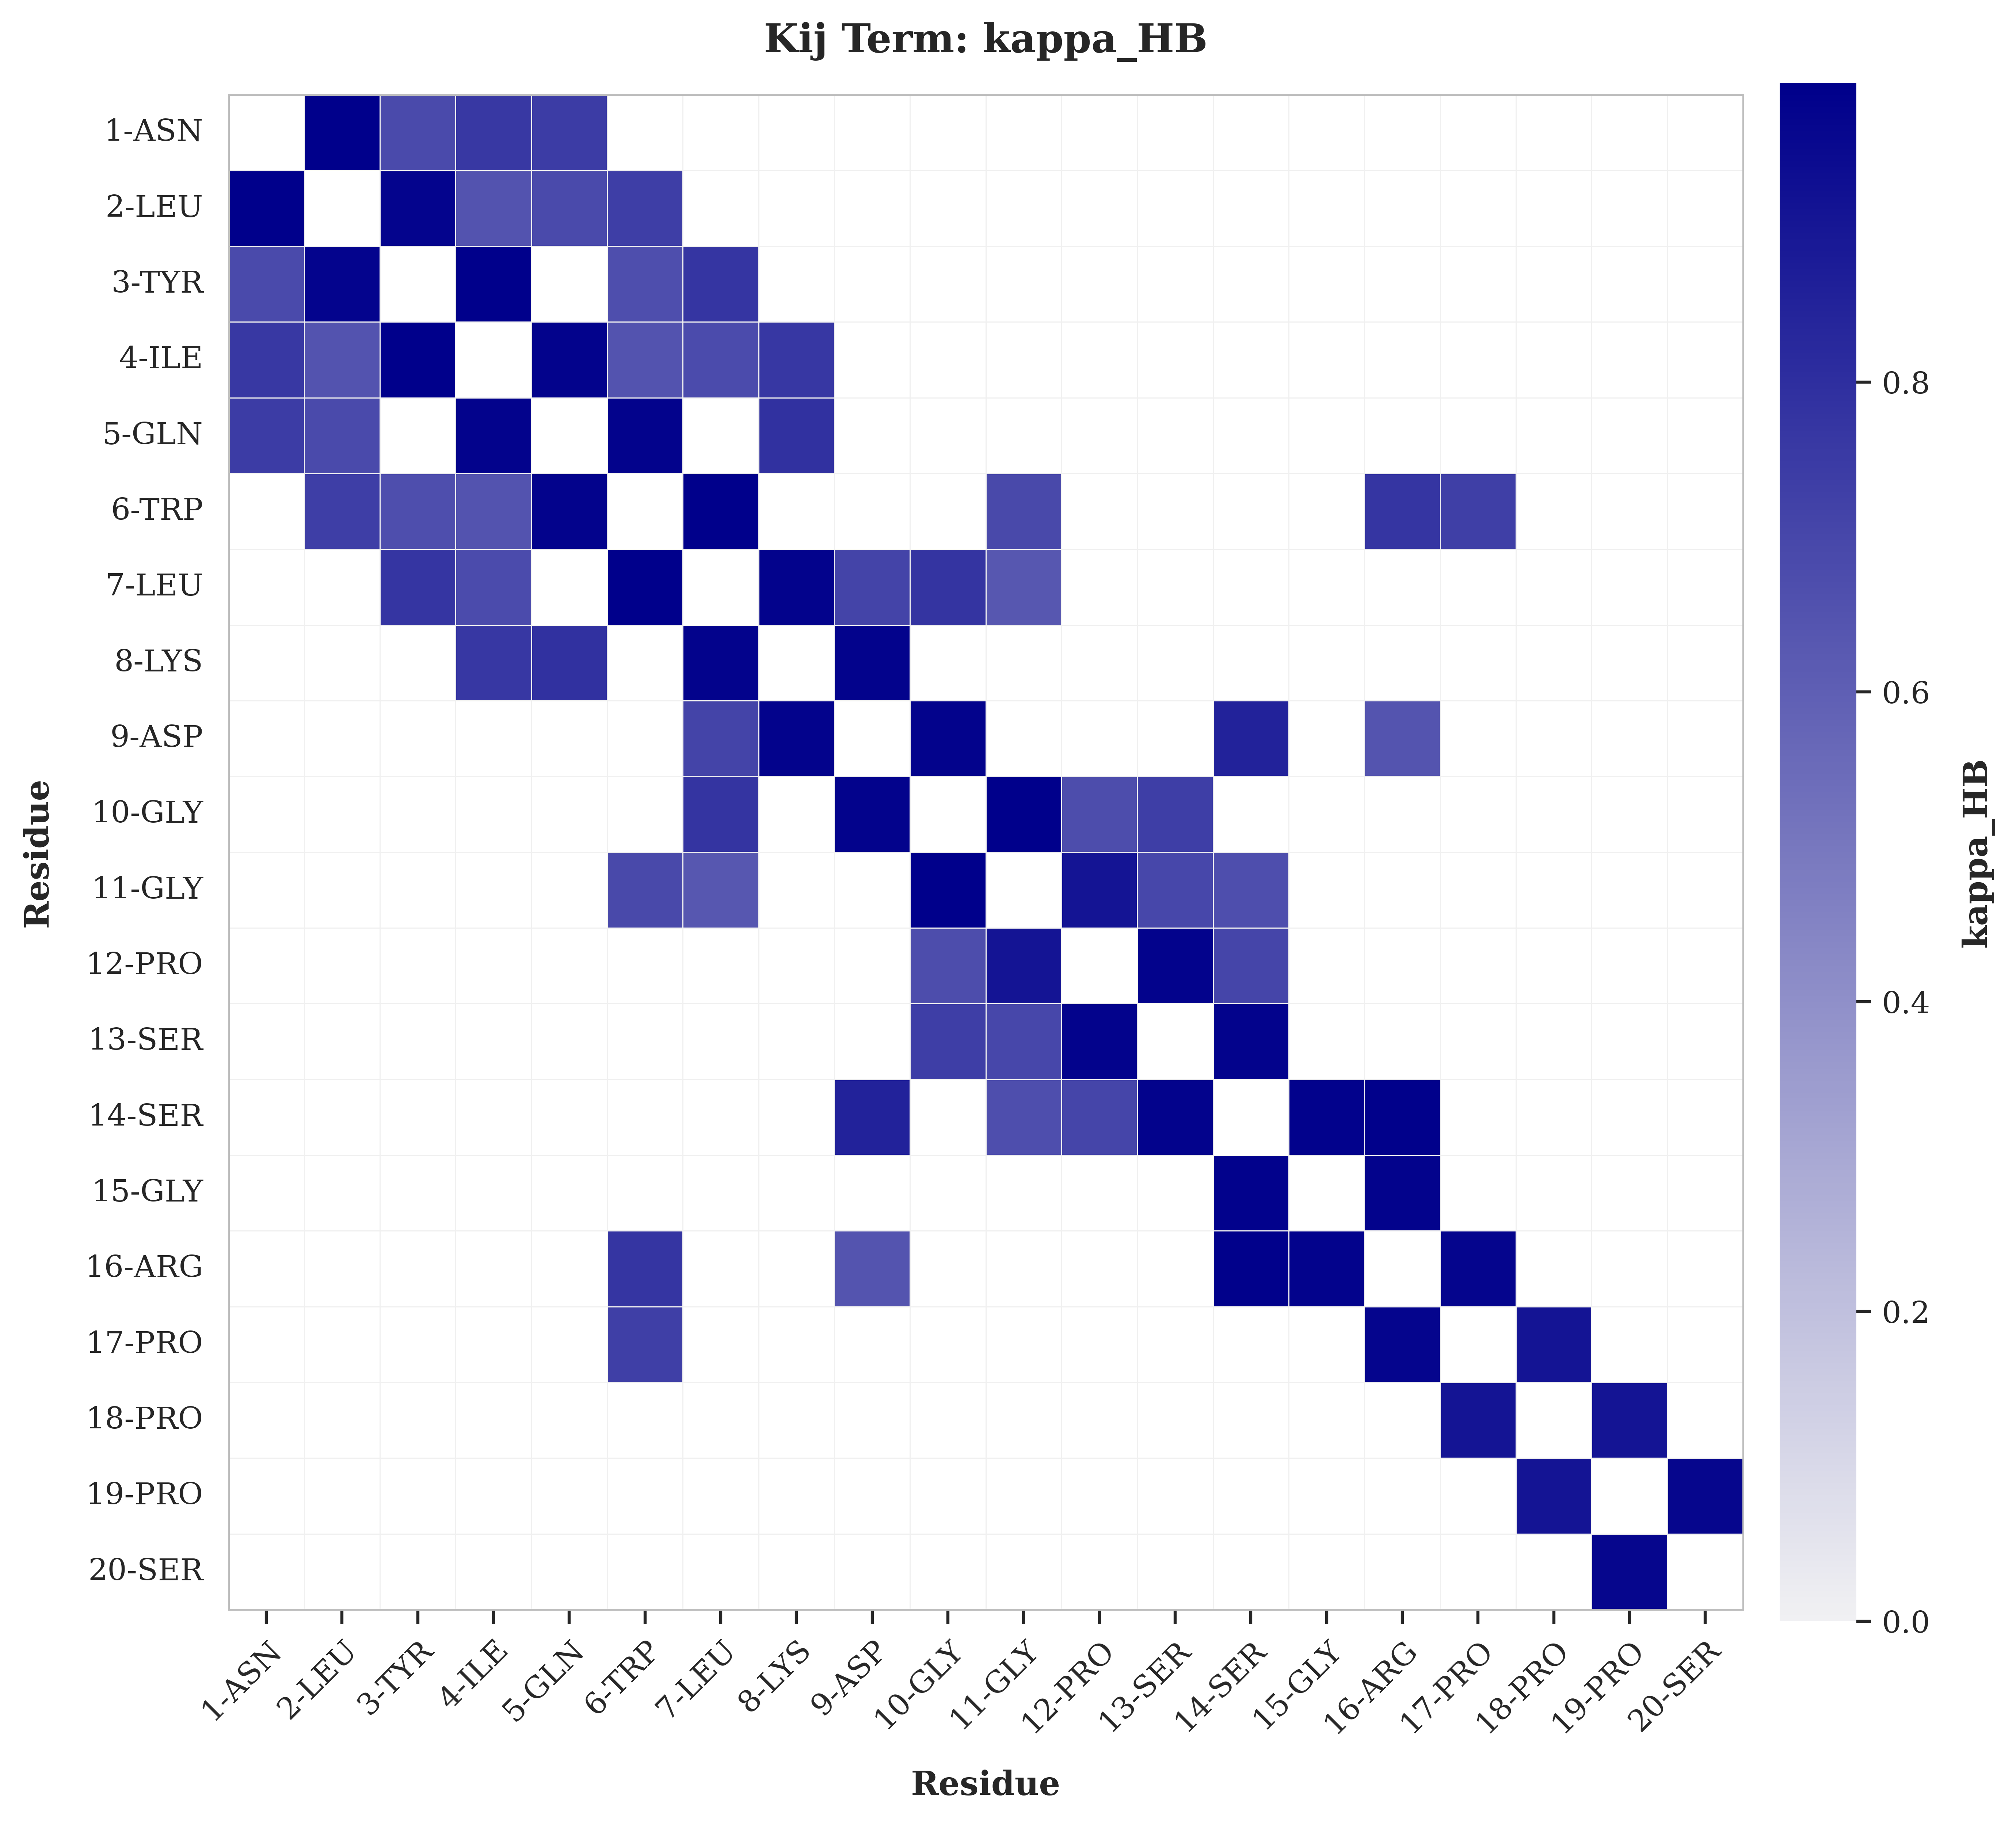 Kij Term: kappa_HB
1-ASN
2-LEU
3-TYR
4-ILE
5-GLN
6-TRP
7-LEU
8-LYS
9-ASP
10-GLY
11-GLY
12-PRO
13-SER
14-SER
15-GLY
16-ARG
17-PRO
18-PRO
19-PRO
20-SER
Residue
1-ASN
2-LEU
3-TYR
4-ILE
5-GLN
6-TRP
7-LEU
8-LYS
9-ASP
10-GLY
11-GLY
12-PRO
13-SER
14-SER
15-GLY
16-ARG
17-PRO
18-PRO
19-PRO
20-SER
Residue
0.8
0.6
0.4
0.2
0.0
kappa_HB